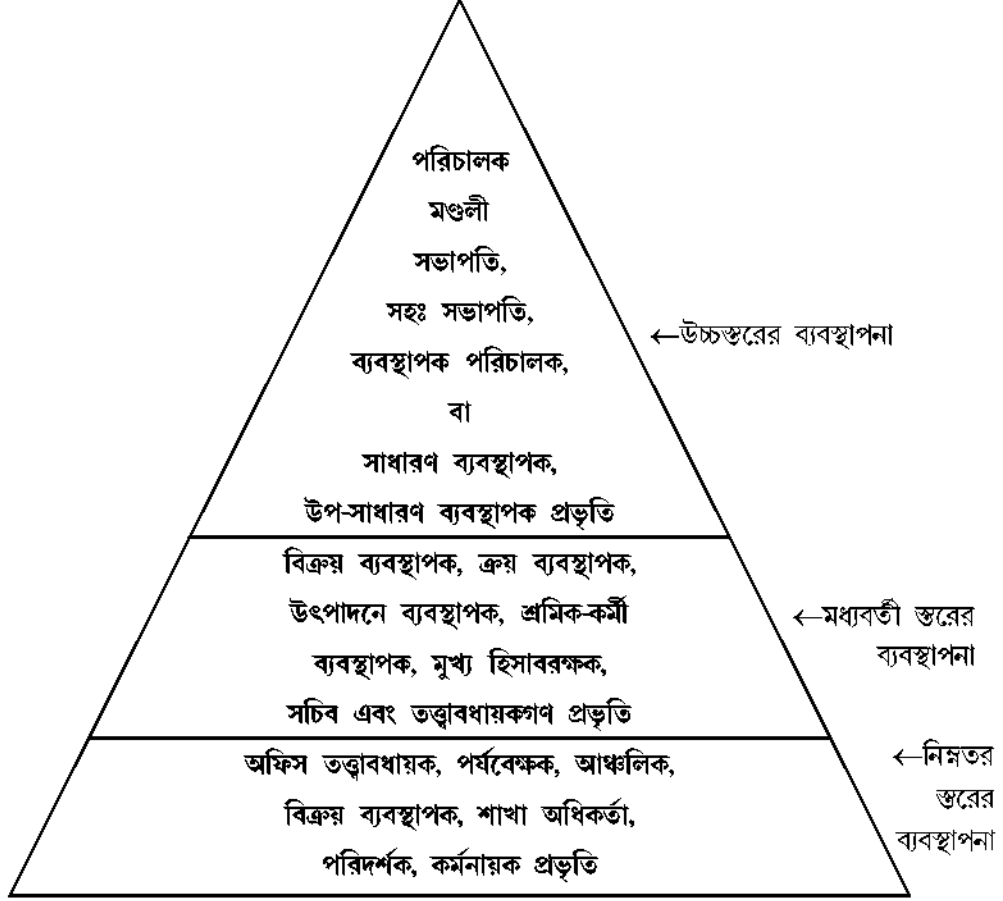 পরিচালক
মণ্ডলী
সভাপতি,
সহঃ সভাপতি,
ব্যবস্থাপক পরিচালক,
বা
সাধারণ ব্যবস্থাপক,
উপ-সাধারণ ব্যবস্থাপক প্রভৃতি
←উচ্চস্তরের ব্যবস্থাপনা
বিক্রয় ব্যবস্থাপক, ক্রয় ব্যবস্থাপক,
উৎপাদনে ব্যবস্থাপক, শ্রমিক-কর্মী
ব্যবস্থাপক, মুখ্য হিসাবরক্ষক,
সচিব এবং তত্ত্বাবধায়কগণ প্রভৃতি
←মধ্যবর্তী স্তরের
ব্যবস্থাপনা
অফিস তত্ত্বাবধায়ক, পর্যবেক্ষক, আঞ্চলিক,
বিক্রয় ব্যবস্থাপক, শাখা অধিকর্তা,
পরিদর্শক, কর্মনায়ক প্রভৃতি
←নিম্নতর
স্তরের
ব্যবস্থাপনা